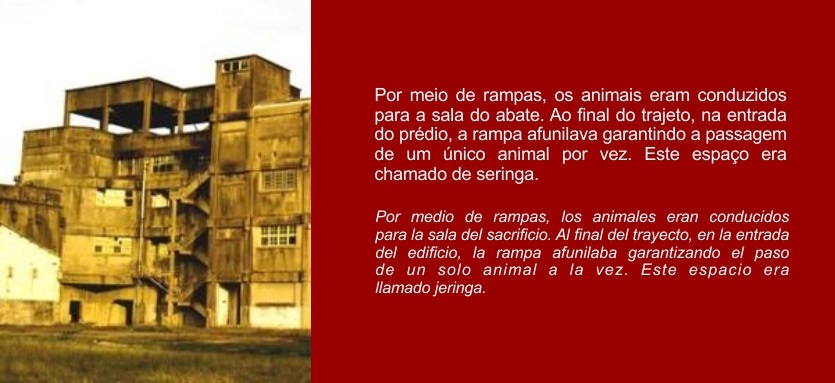 Por meio de rampas, os animais eram conduzidos
para a sala do abate. Ao final do trajeto, na entrada
do prédio, a rampa afunilava garantindo a passagem
de um único animal por vez. Este espaço era
chamado de seringa.
Por medio de rampas, los animales eran conducidos
para la sala del sacrificio. Al final del trayecto, en la entrada
del edificio, la rampa afunilaba garantizando el paso
de un solo animal a la vez. Este espacio era
llamado jeringa.